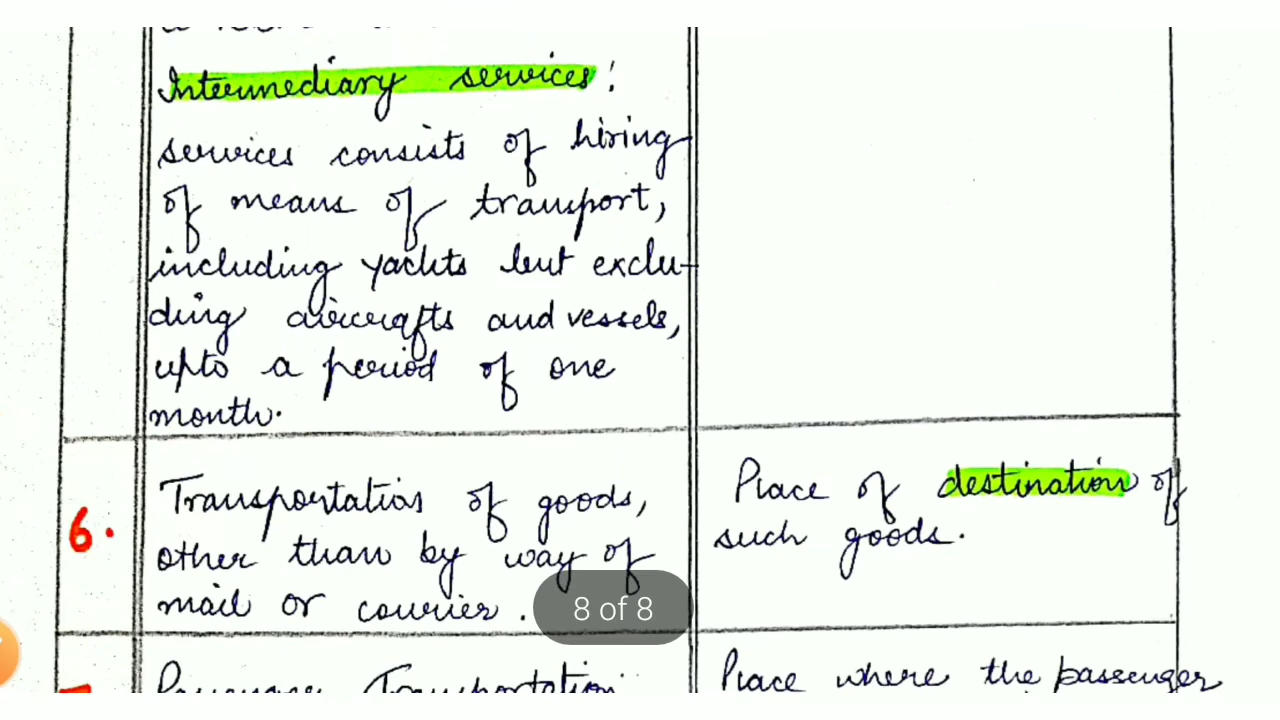 Intermediary services:
services consists of hiring
of means of transport,
including yachts but exclu-
ding aircrafts and vessels,
upto a period of one
month.
6.
Transportation of goods,
other than by way of
mail or courier.
Place of destination of
such goods.
8 of 8
Transportation
Place where the passenger